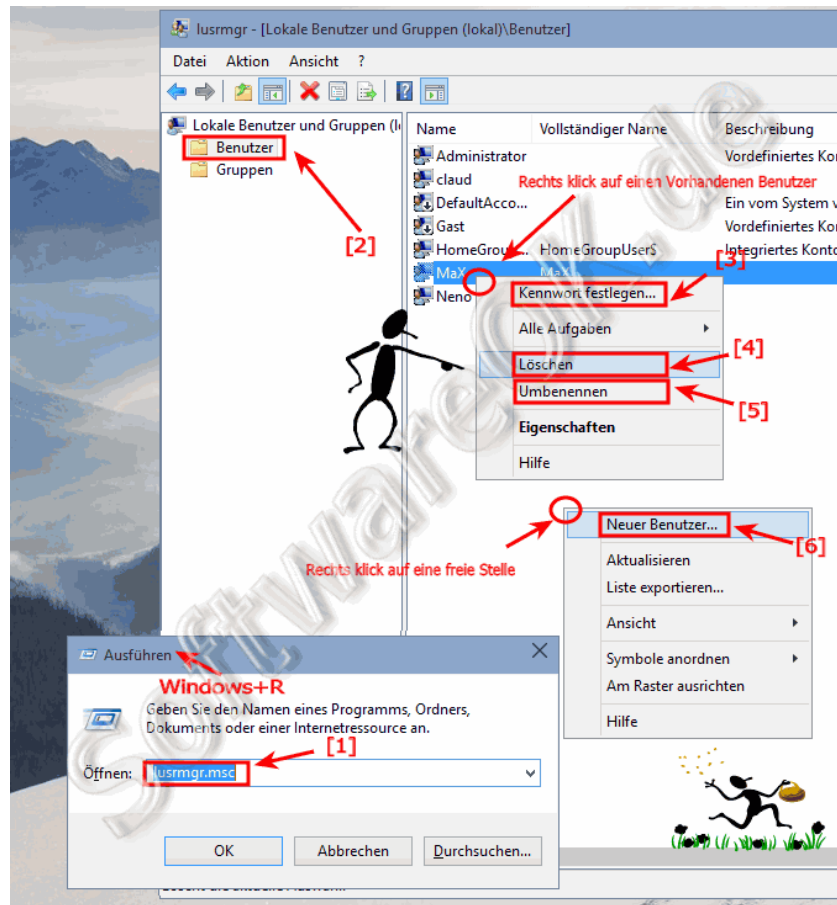 lusrmgr - [Lokale Benutzer und Gruppen (lokal)\Benutzer]
Datei Aktion Ansicht ?
Lokale Benutzer und Gruppen (l
Benutzer
Gruppen
[2]
Name Vollständiger Name Beschreibung
Administrator Vordefiniertes Ko
claud
Rechts klick auf einen Vorhandenen Benutzer
DefaultAcco... Ein vom System v
Gast Vordefiniertes Ko
HomeGroup... HomeGroupUser$ Integriertes Konto
MaX MaX
Neno
[3]
Kennwort festlegen...
Alle Aufgaben
[4]
Löschen
Umbenennen
[5]
Eigenschaften
Hilfe
Neuer Benutzer...
[6]
Aktualisieren
Liste exportieren...
Ansicht
Symbole anordnen
Am Raster ausrichten
Hilfe
Rechts klick auf eine freie Stelle
Ausführen
Windows+R
Geben Sie den Namen eines Programms, Ordners,
Dokuments oder einer Internetressource an.
[1]
Öffnen: lusrmgr.msc
OK Abbrechen Durchsuchen...
SoftwareOK.de